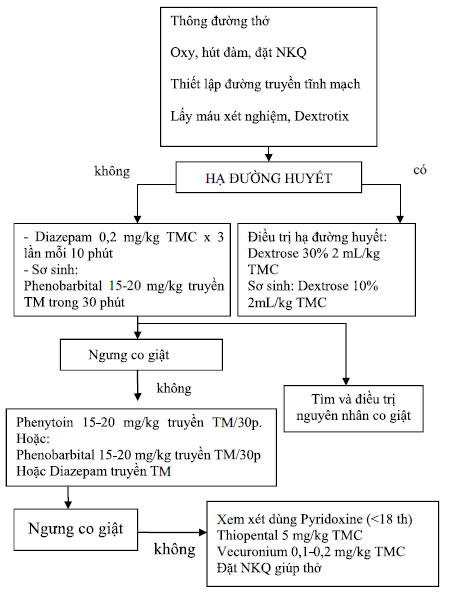 Thông đường thở
Oxy, hút đàm, đặt NKQ
Thiết lập đường truyền tĩnh mạch
Lấy máu xét nghiệm, Dextrotix
không
có
HẠ ĐƯỜNG HUYẾT
- Diazepam 0,2 mg/kg TMC x 3
lần mỗi 10 phút
- Sơ sinh:
Phenobarbital 15-20 mg/kg truyền
TM trong 30 phút
Điều trị hạ đường huyết:
Dextrose 30% 2 mL/kg
TMC
Sơ sinh: Dextrose 10%
2mL/kg TMC
Ngưng co giật
không
Tìm và điều trị
nguyên nhân co giật
Phenytoin 15-20 mg/kg truyền TM/30p.
Hoặc:
Phenobarbital 15-20 mg/kg truyền TM/30p
Hoặc Diazepam truyền TM
Ngưng co giật
không
Xem xét dùng Pyridoxine (<18 th)
Thiopental 5 mg/kg TMC
Vecuronium 0,1-0,2 mg/kg TMC
Đặt NKQ giúp thở